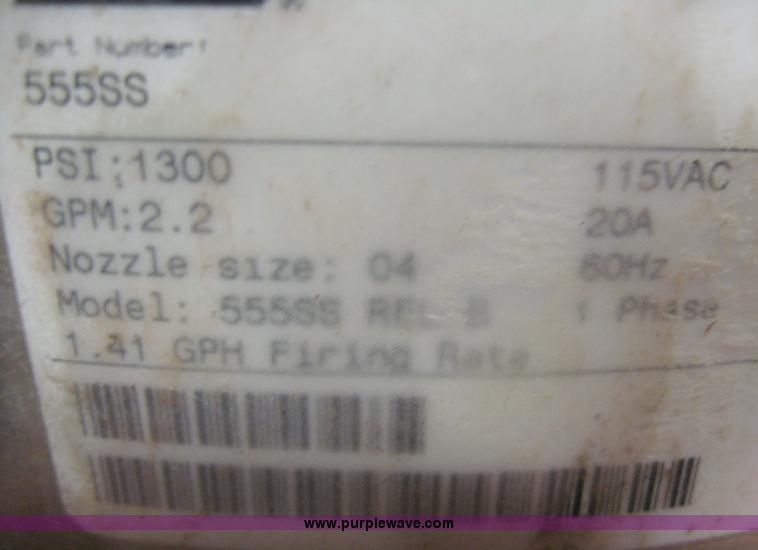 Part Number:
555SS
PSI:1300 115VAC
GPM:2.2 20A
Nozzle size: 04 60Hz
Model: 555SS REL B 1 Phase
1.41 GPH Firing Rate
www.purplewave.com